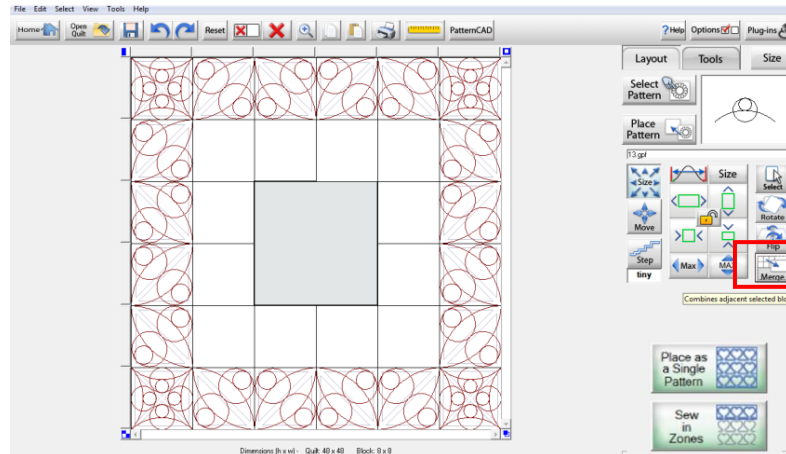 File Edit Select View Tools Help
Home Open Quilt Reset PatternCAD ?Help Options Plug-ins
Layout Tools Size
Select Pattern
Place Pattern
13.gpf
Size Size Select
Move Rotate
Flip
Step Max MAX Merge
tiny
Combines adjacent selected blo
Place as
a Single
Pattern
Sew
in
Zones
Dimensions (h x w) - Quilt: 48 x 48 Block: 8 x 8